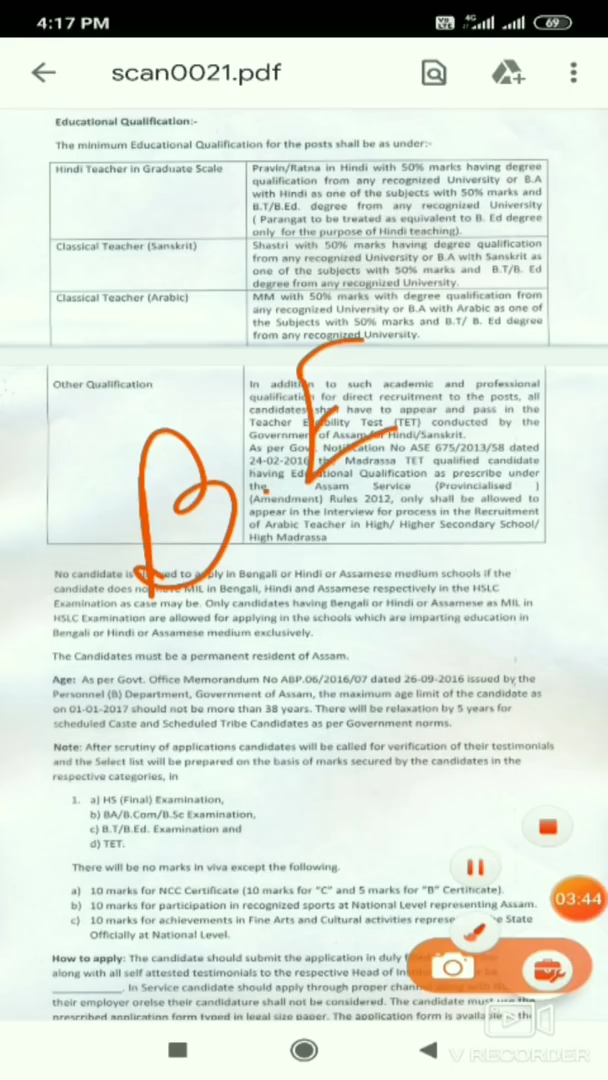 4:17 PM
Vo LTE 4G 69
scan0021.pdf
Educational Qualification:-
The minimum Educational Qualification for the posts shall be as under:-
Hindi Teacher in Graduate Scale
Pravin/Ratna in Hindi with 50% marks having degree
qualification from any recognized University or B.A
with Hindi as one of the subjects with 50% marks and
B.T/B.Ed. degree from any recognized University
( Parangat to be treated as equivalent to B. Ed degree
only for the purpose of Hindi teaching).
Classical Teacher (Sanskrit)
Shastri with 50% marks having degree qualification
from any recognized University or B.A with Sanskrit as
one of the subjects with 50% marks and B.T/B. Ed
degree from any recognized University.
Classical Teacher (Arabic)
MM with 50% marks with degree qualification from
any recognized University or B.A with Arabic as one of
the Subjects with 50% marks and B.T/ B. Ed degree
from any recognized University.
Other Qualification
In addition to such academic and professional
qualification for direct recruitment to the posts, all
candidates have to appear and pass in the
Teacher Test (TET) conducted by the
Government of Assam Hindi/Sanskrit.
As per Notification No ASE 675/2013/58 dated
24-02-2016 Madrassa TET qualified candidate
having Educational Qualification as prescribe under
the Assam Service (Provincialised )
(Amendment) Rules 2012, only shall be allowed to
appear in the Interview for process in the Recruitment
of Arabic Teacher in High/ Higher Secondary School/
High Madrassa
B E
No candidate is to apply in Bengali or Hindi or Assamese medium schools if the
candidate does MIL in Bengali, Hindi and Assamese respectively in the HSLC
Examination as case may be. Only candidates having Bengali or Hindi or Assamese as MIL in
HSLC Examination are allowed for applying in the schools which are imparting education in
Bengali or Hindi or Assamese medium exclusively.
The Candidates must be a permanent resident of Assam.
Age: As per Govt. Office Memorandum No ABP.06/2016/07 dated 26-09-2016 issued by the
Personnel (B) Department, Government of Assam, the maximum age limit of the candidate as
on 01-01-2017 should not be more than 38 years. There will be relaxation by 5 years for
scheduled Caste and Scheduled Tribe Candidates as per Government norms.
Note: After scrutiny of applications candidates will be called for verification of their testimonials
and the Select list will be prepared on the basis of marks secured by the candidates in the
respective categories, in
1. a) HS (Final) Examination,
b) BA/B.Com/B.Sc Examination,
c) B.T/B.Ed. Examination and
d) TET.
There will be no marks in viva except the following.
a) 10 marks for NCC Certificate (10 marks for "C" and 5 marks for "B" Certificate).
b) 10 marks for participation in recognized sports at National Level representing Assam.
c) 10 marks for achievements in Fine Arts and Cultural activities State
Officially at National Level.
03:44
How to apply: The candidate should submit the application in duly
along with all self attested testimonials to the respective Head of
________. In Service candidate should apply through proper
their employer orelse their candidature shall not be considered. The candidate must use the
prescribed application form typed in legal size paper. The application form is available in the
V RECORDER